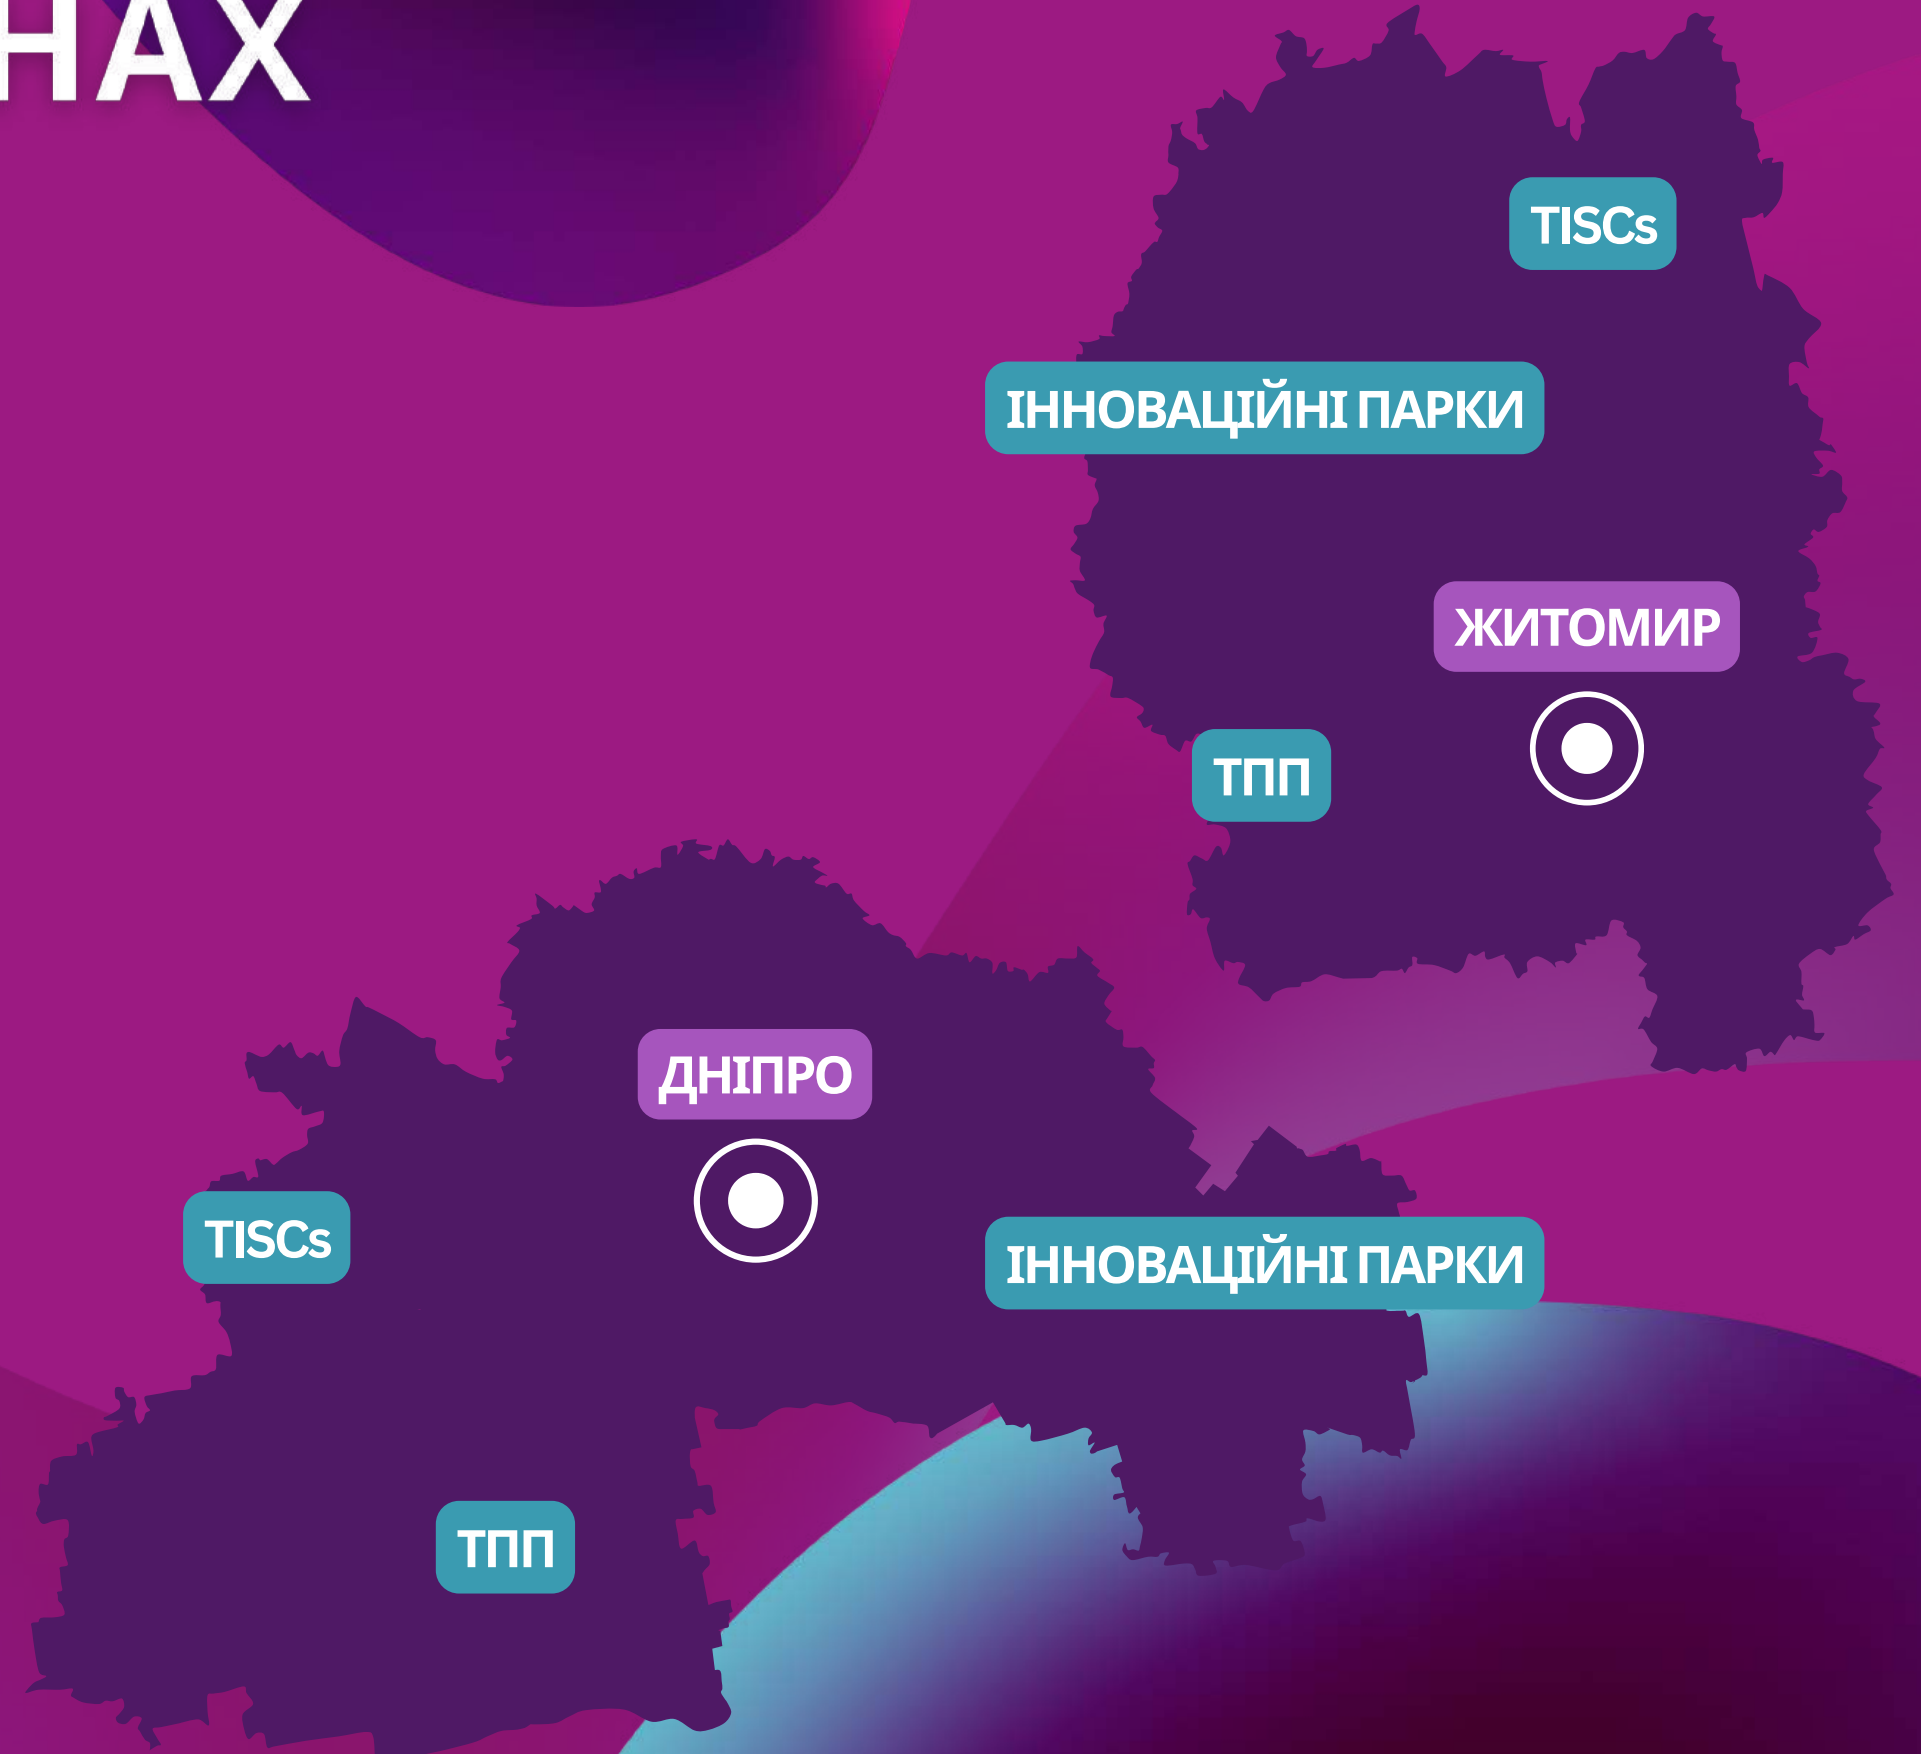 НАХ
TISCs
ІННОВАЦІЙНІ ПАРКИ
ЖИТОМИР
ТПП
ДНІПРО
TISCs
ІННОВАЦІЙНІ ПАРКИ
ТПП